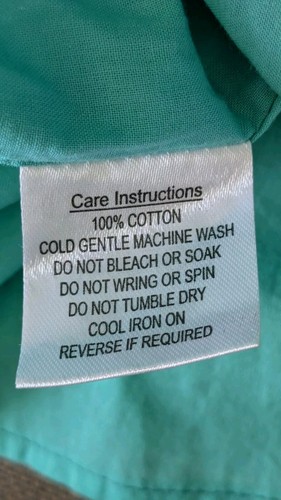 Care Instructions
100% COTTON
COLD GENTLE MACHINE WASH
DO NOT BLEACH OR SOAK
DO NOT WRING OR SPIN
DO NOT TUMBLE DRY
COOL IRON ON
REVERSE IF REQUIRED